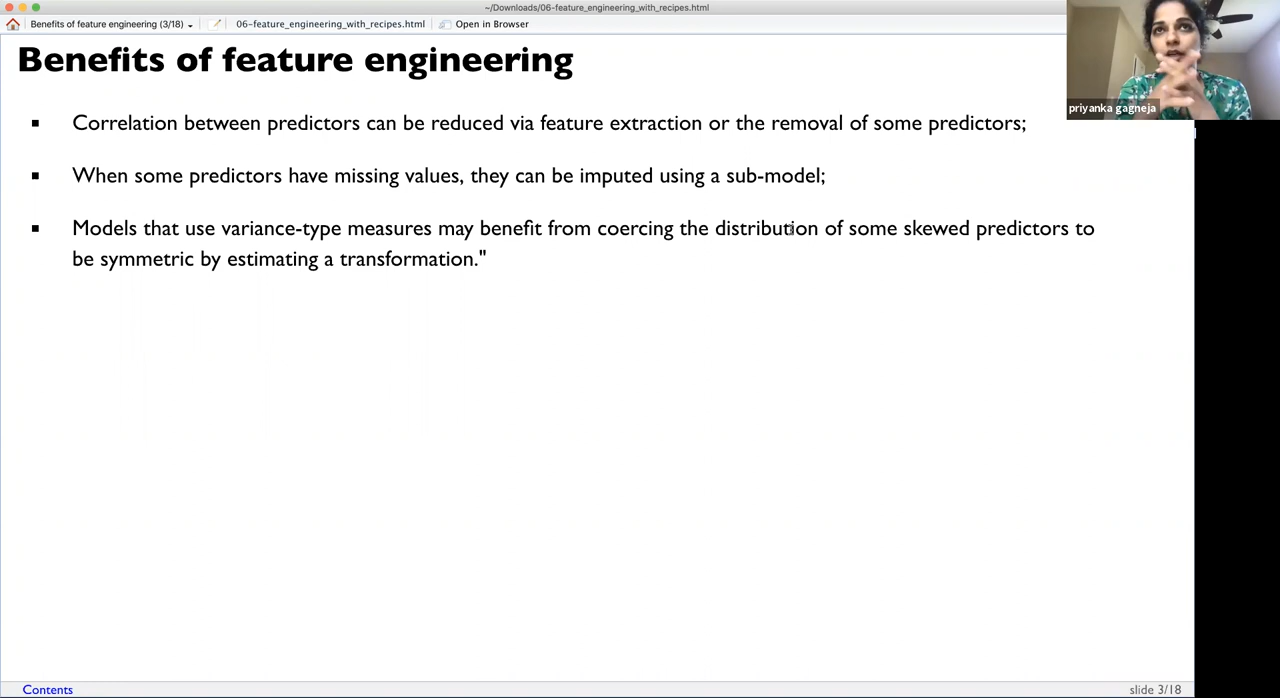 ~/Downloads/06-feature_engineering_with_recipes.html
Benefits of feature engineering (3/18)
06-feature_engineering_with_recipes.html
Open in Browser
Benefits of feature engineering
priyanka gagneja
Correlation between predictors can be reduced via feature extraction or the removal of some predictors;
When some predictors have missing values, they can be imputed using a sub-model;
Models that use variance-type measures may benefit from coercing the distribution of some skewed predictors to
be symmetric by estimating a transformation."
Contents
slide 3/18